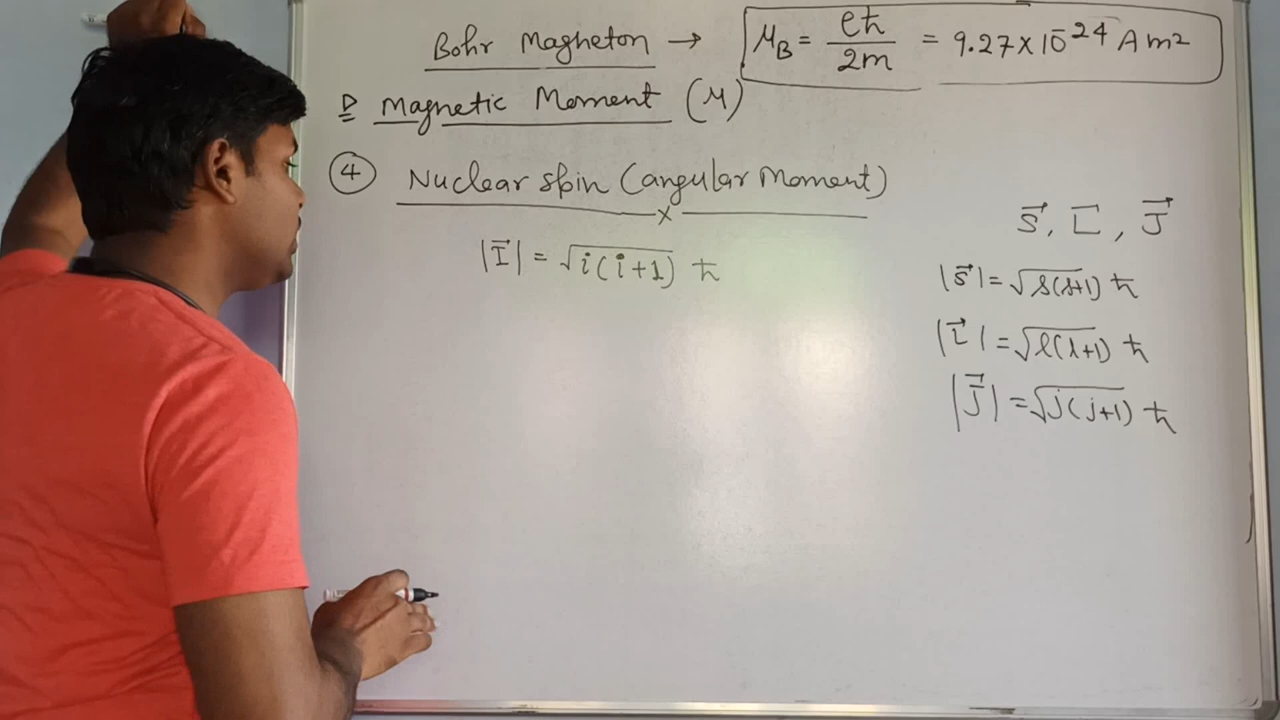 Bohr Magneton → μB = eħ/2m = 9.27×10⁻²⁴ A m²
D Magnetic Moment (μ)
④ Nuclear spin (angular Moment)
|I⃗| = √i(i+1) ħ
S⃗, L⃗, J⃗
|S⃗| = √s(s+1) ħ
|L⃗| = √l(l+1) ħ
|J⃗| = √j(j+1) ħ